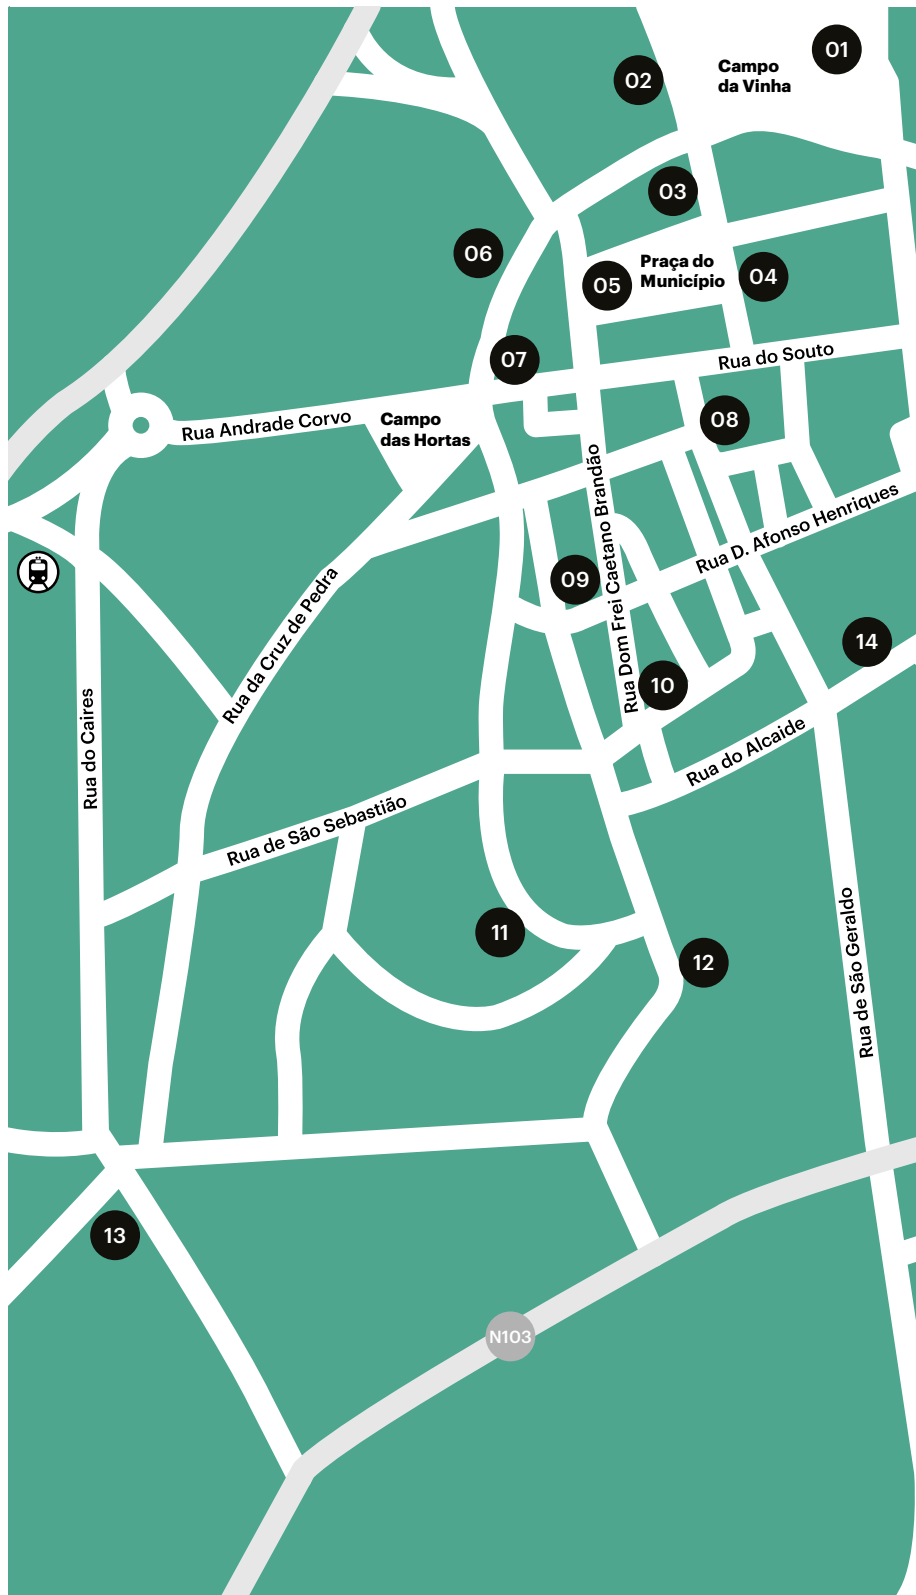 01
Campo
da Vinha
02
03
06
Praça do
Município
04
05
07
Rua do Souto
Rua Andrade Corvo
Campo
das Hortas
08
Rua Dom Frei Caetano Brandão
Rua D. Afonso Henriques
09
Rua da Cruz de Pedra
14
10
Rua do Caires
Rua do Alcaide
Rua de São Sebastião
11
12
Rua de São Geraldo
13
N103